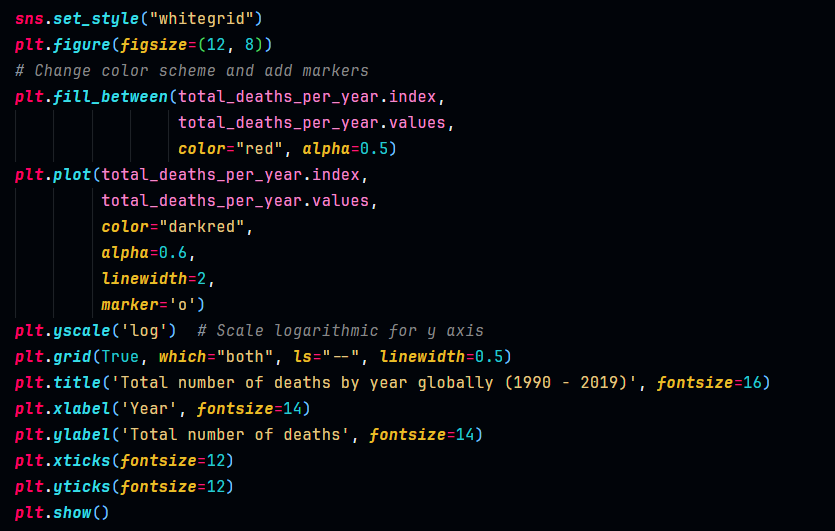 sns.set_style("whitegrid")
plt.figure(figsize=(12, 8))
# Change color scheme and add markers
plt.fill_between(total_deaths_per_year.index,
                 total_deaths_per_year.values,
                 color="red", alpha=0.5)
plt.plot(total_deaths_per_year.index,
         total_deaths_per_year.values,
         color="darkred",
         alpha=0.6,
         linewidth=2,
         marker='o')
plt.yscale('log')  # Scale logarithmic for y axis
plt.grid(True, which="both", ls="--", linewidth=0.5)
plt.title('Total number of deaths by year globally (1990 - 2019)', fontsize=16)
plt.xlabel('Year', fontsize=14)
plt.ylabel('Total number of deaths', fontsize=14)
plt.xticks(fontsize=12)
plt.yticks(fontsize=12)
plt.show()